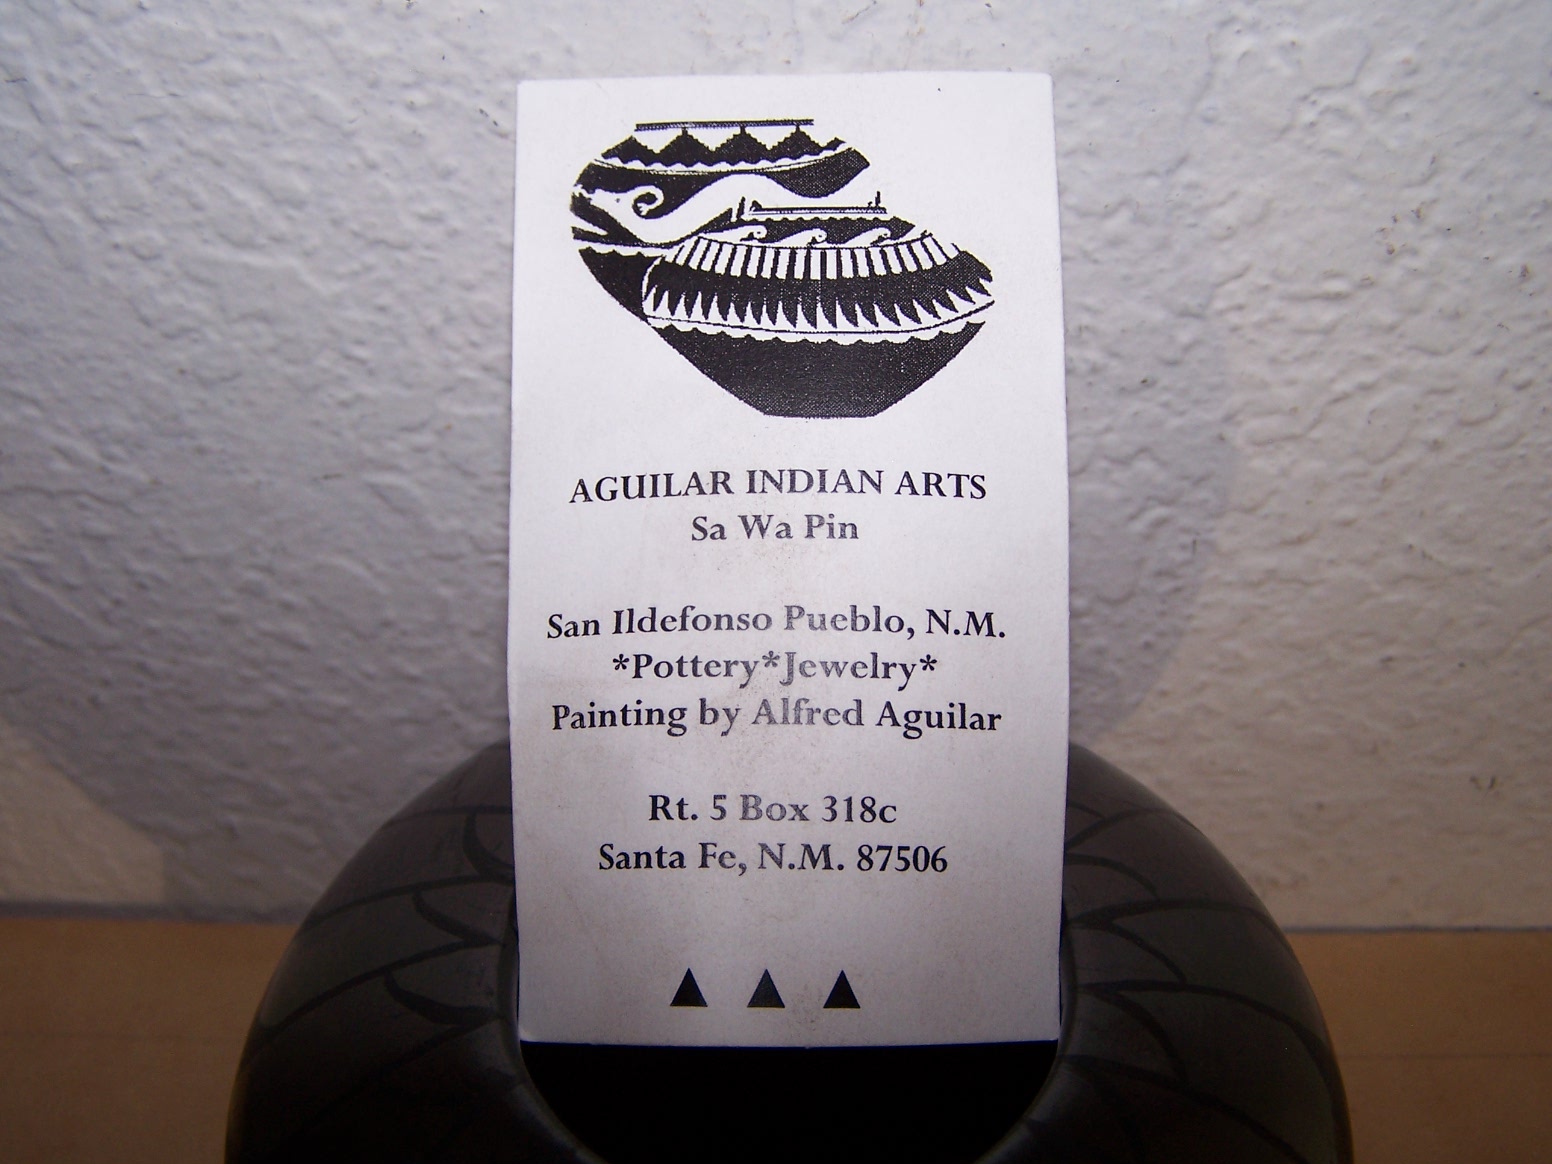 AGUILAR INDIAN ARTS
Sa Wa Pin
San Ildefonso Pueblo, N.M.
*Pottery*Jewelry*
Painting by Alfred Aguilar
Rt. 5 Box 318c
Santa Fe, N.M. 87506